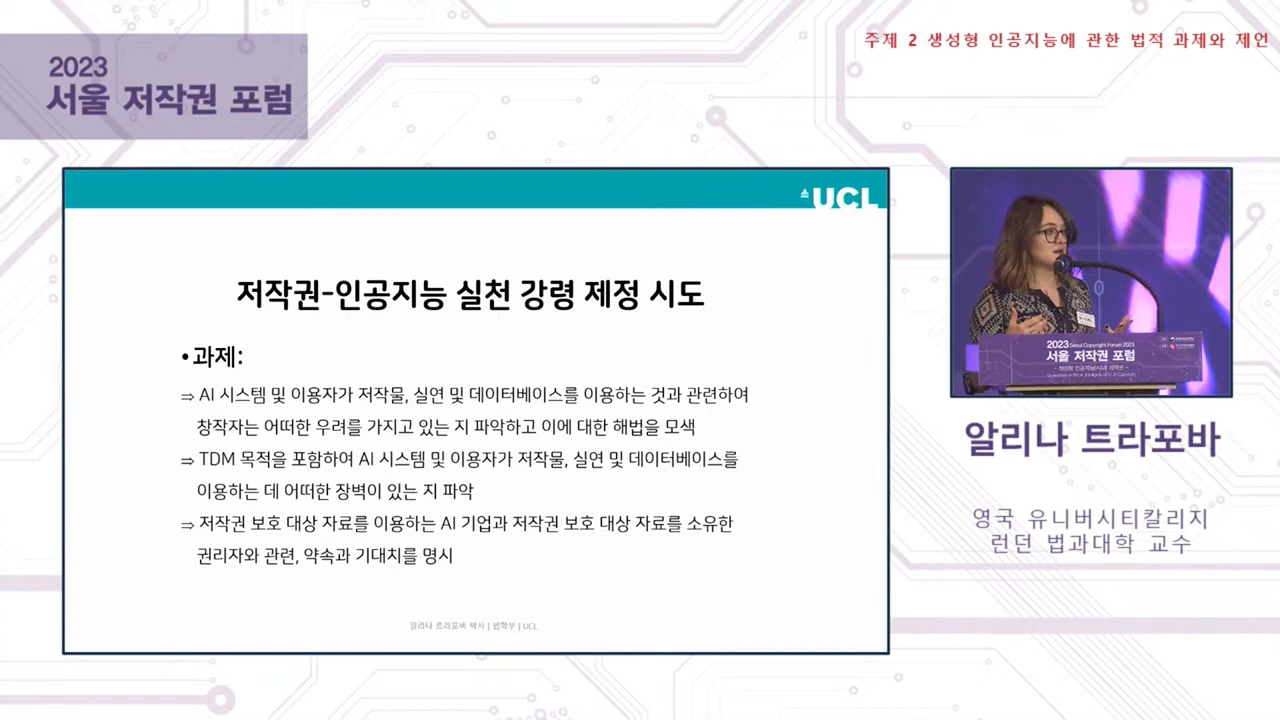 주제 2 생성형 인공지능에 관한 법적 과제와 제언
2023
서울 저작권 포럼
UCL
저작권-인공지능 실천 강령 제정 시도
• 과제:
⇒ AI 시스템 및 이용자가 저작물, 실연 및 데이터베이스를 이용하는 것과 관련하여
창작자는 어떠한 우려를 가지고 있는 지 파악하고 이에 대한 해법을 모색
⇒ TDM 목적을 포함하여 AI 시스템 및 이용자가 저작물, 실연 및 데이터베이스를
이용하는 데 어떠한 장벽이 있는 지 파악
⇒ 저작권 보호 대상 자료를 이용하는 AI 기업과 저작권 보호 대상 자료를 소유한
권리자와 관련, 약속과 기대치를 명시
알리나 트라포바 박사 | 법학부 | UCL
2023 Seoul Copyright Forum 2023
서울 저작권 포럼
알리나 트라포바
영국 유니버시티칼리지
런던 법과대학 교수